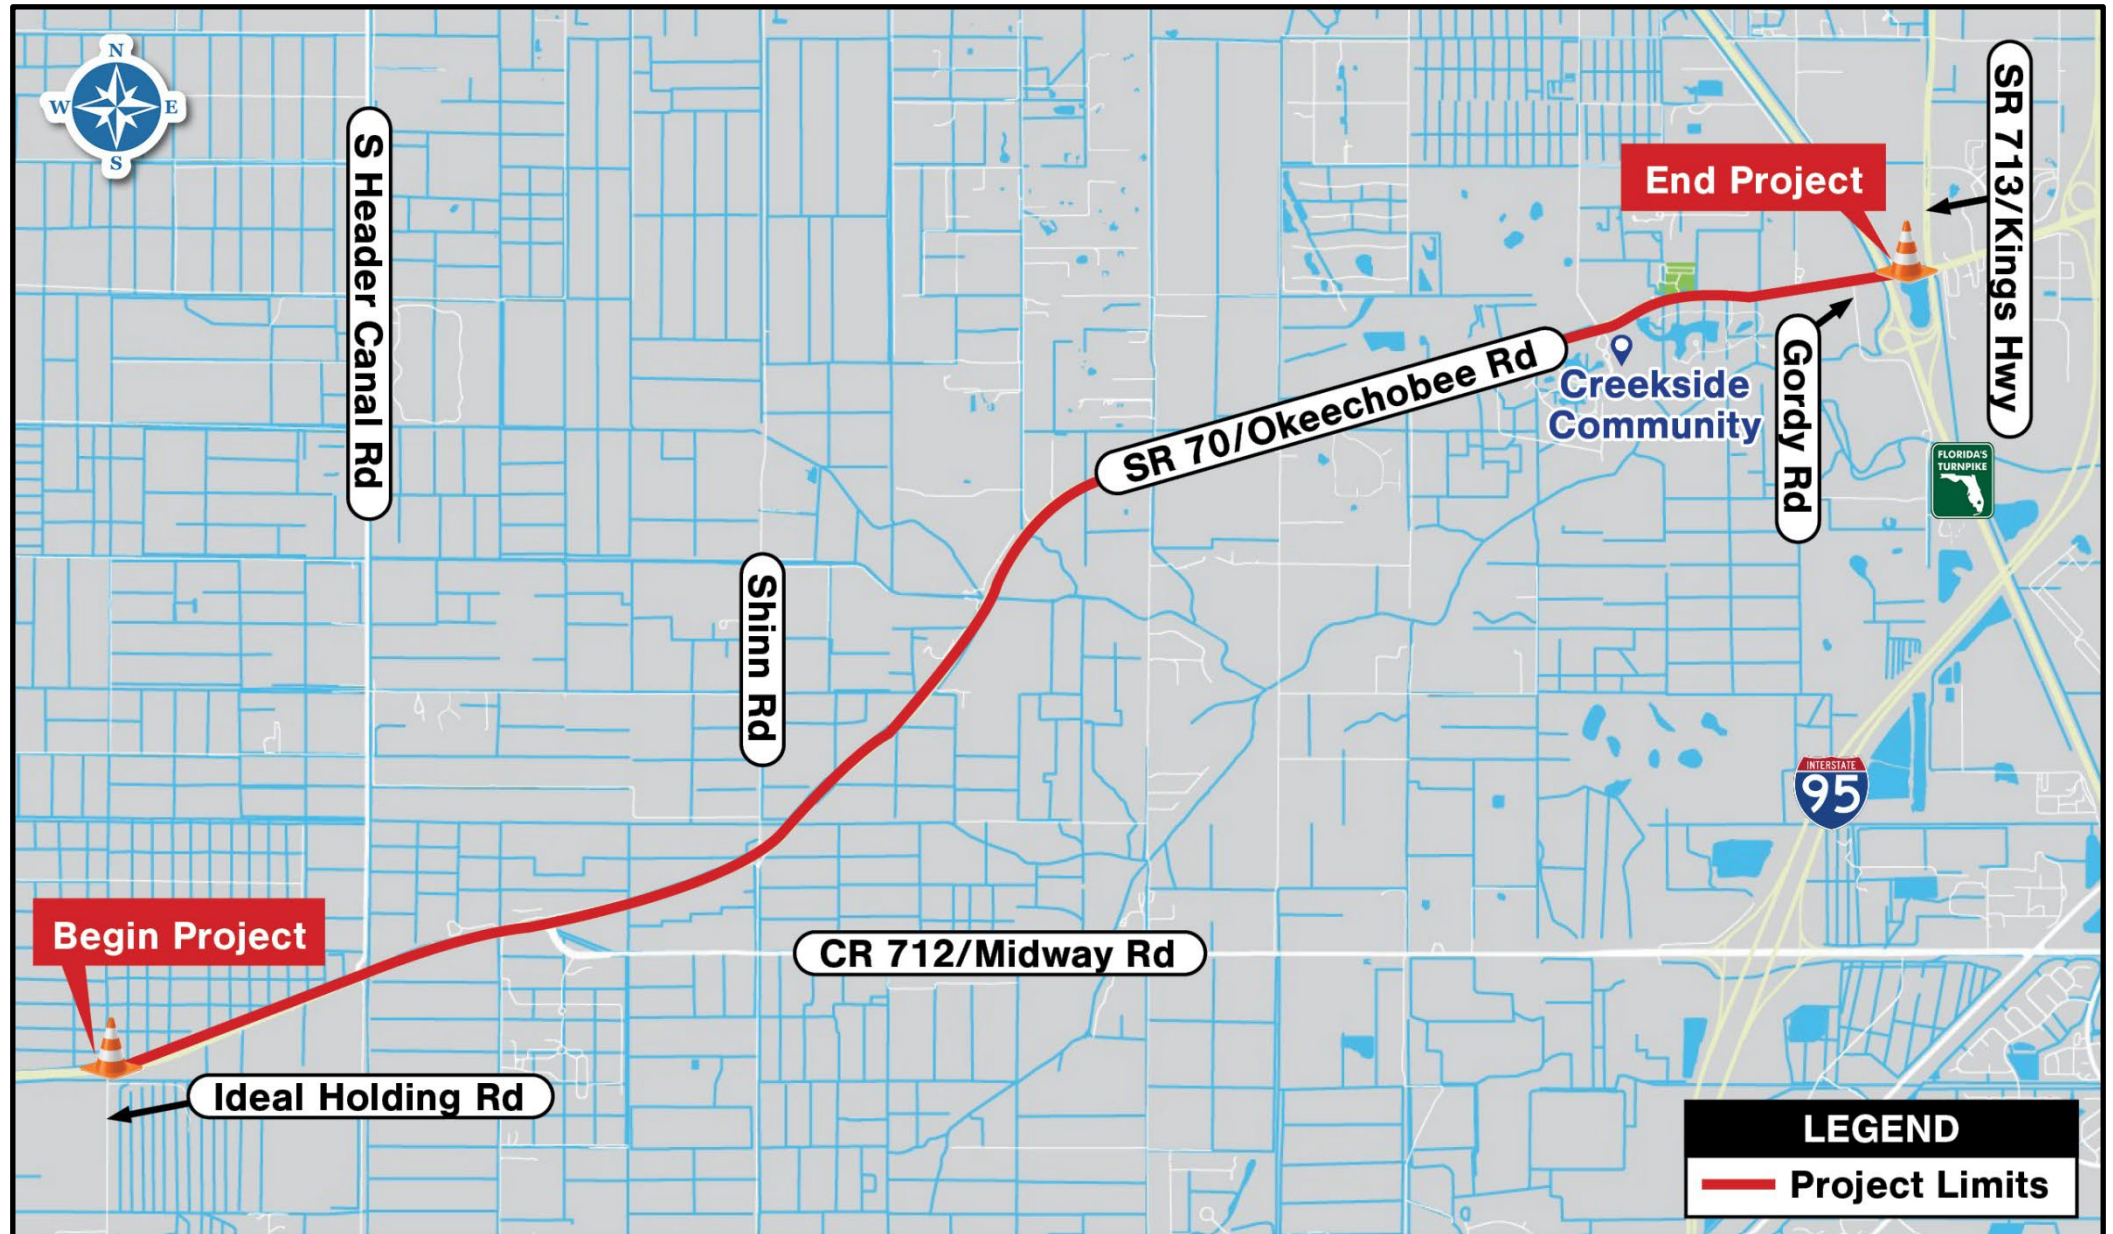 N
W
E
S
S Header Canal Rd
SR 713/Kings Hwy
End Project
SR 70/Okeechobee Rd
Creekside
Community
Gordy Rd
FLORIDA'S
TURNPIKE
Shinn Rd
INTERSTATE
95
Begin Project
CR 712/Midway Rd
Ideal Holding Rd
LEGEND
Project Limits